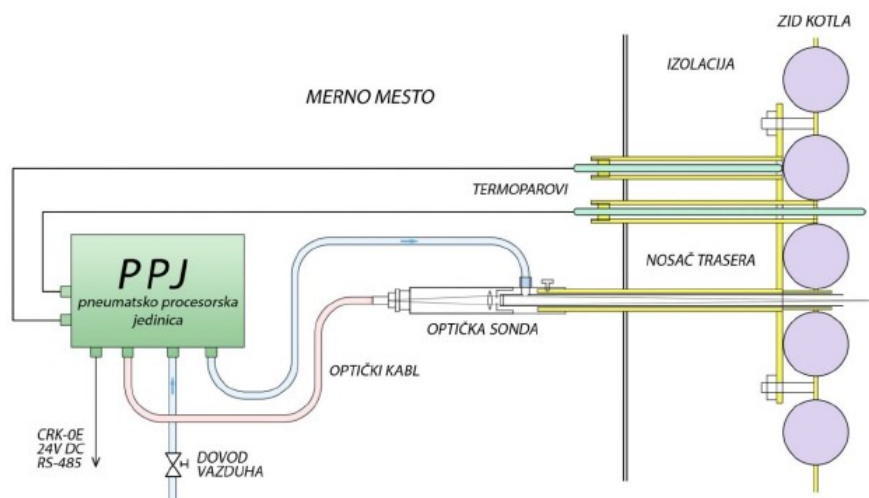 ZID KOTLA
IZOLACIJA
MERNO MESTO
TERMOPAROVI
PPJ
pneumatsko procesorska
jedinica
NOSAČ TRASERA
OPTIČKA SONDA
OPTIČKI KABL
CRK-0E
24V DC
RS-485
DOVOD
VAZDUHA